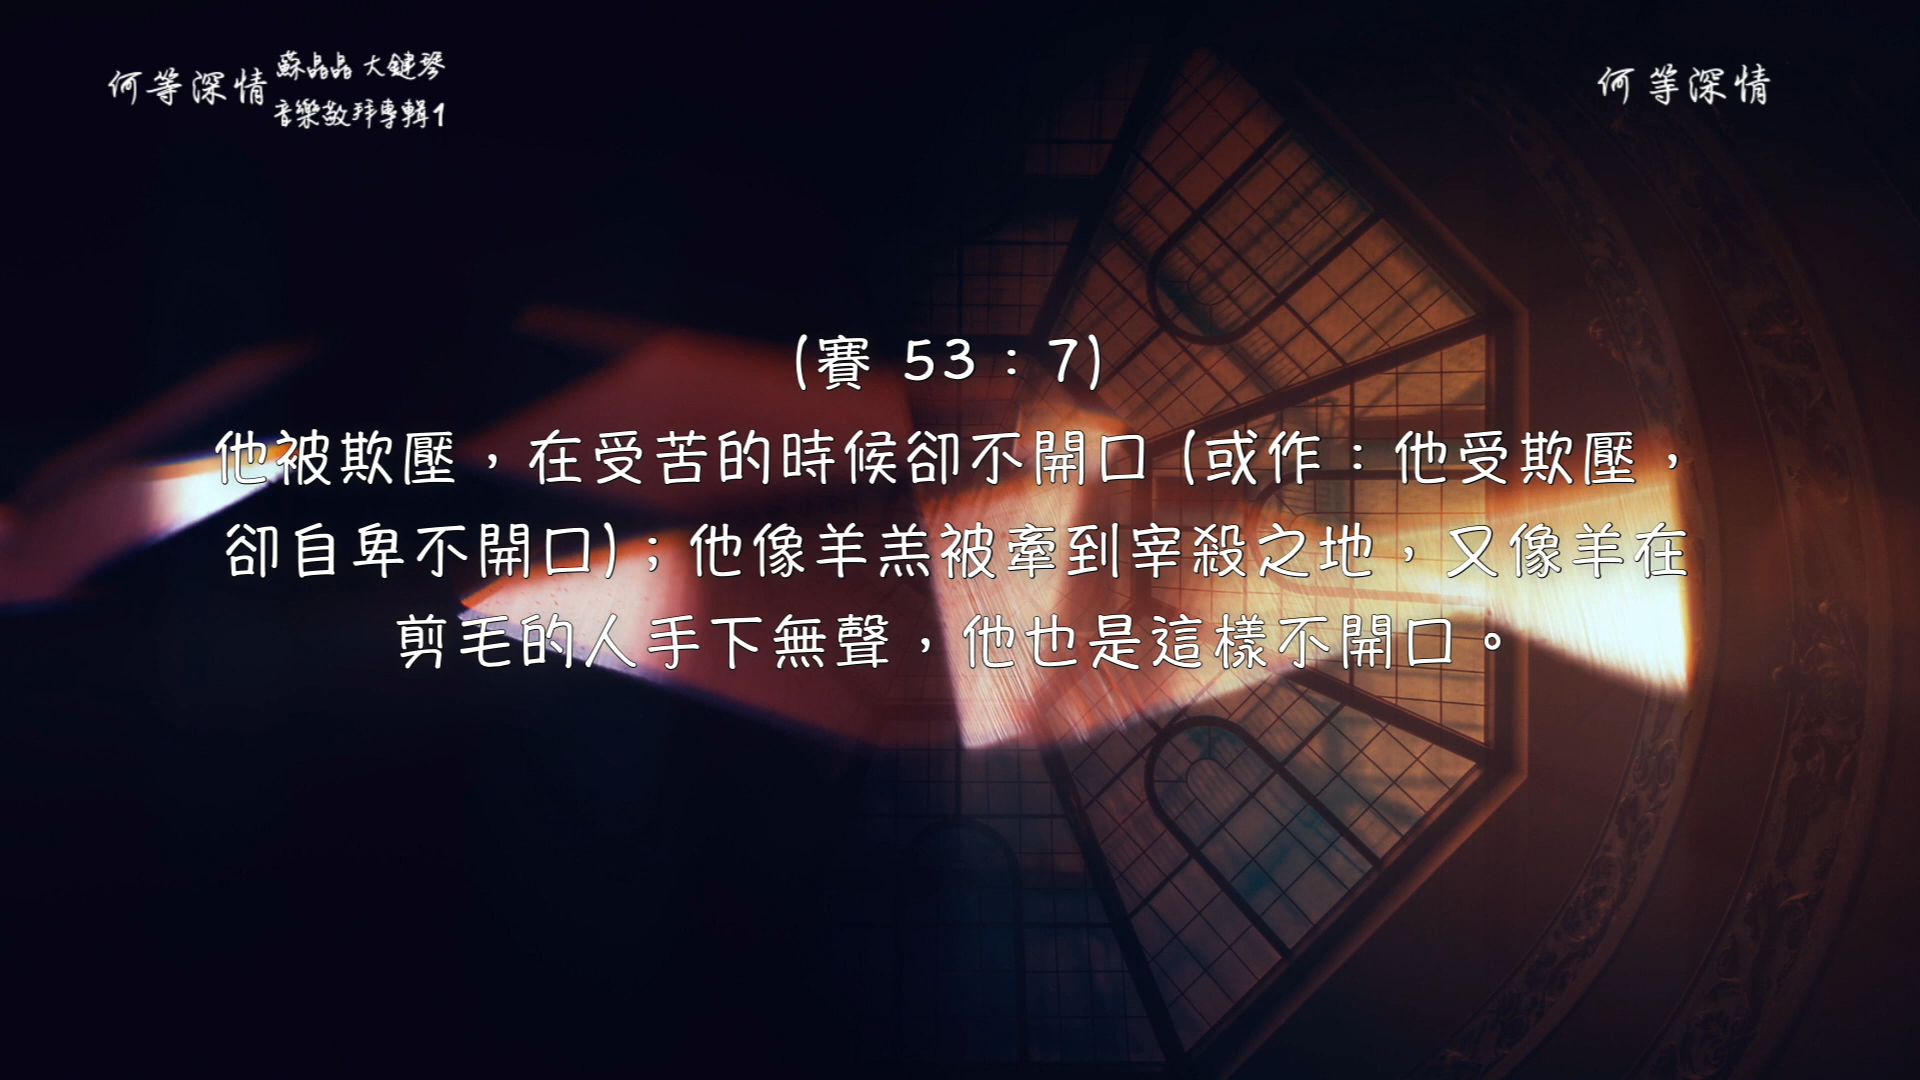 何等深情
蘇晶晶 大鍵琴
音樂敬拜專輯1
何等深情
(賽 53：7)
他被欺壓，在受苦的時候卻不開口 (或作：他受欺壓，
卻自卑不開口)；他像羊羔被牽到宰殺之地，又像羊在
剪毛的人手下無聲，他也是這樣不開口。